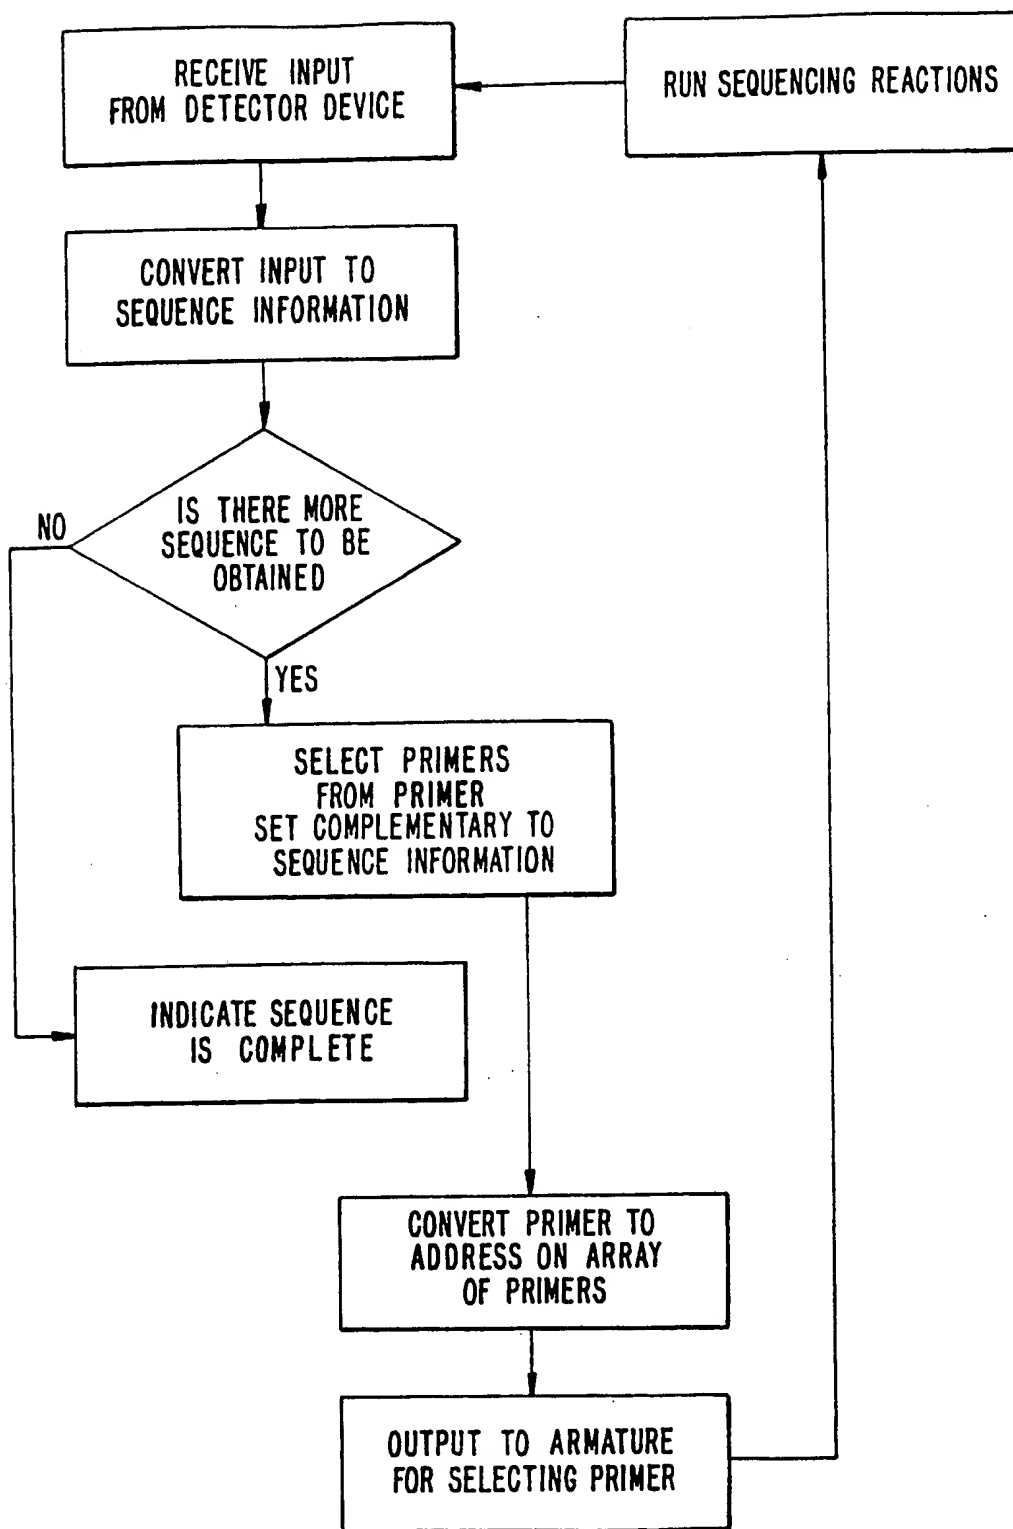 RECEIVE INPUT
FROM DETECTOR DEVICE
RUN SEQUENCING REACTIONS
CONVERT INPUT TO
SEQUENCE INFORMATION
IS THERE MORE
SEQUENCE TO BE
OBTAINED
NO
YES
SELECT PRIMERS
FROM PRIMER
SET COMPLEMENTARY TO
SEQUENCE INFORMATION
INDICATE SEQUENCE
IS COMPLETE
CONVERT PRIMER TO
ADDRESS ON ARRAY
OF PRIMERS
OUTPUT TO ARMATURE
FOR SELECTING PRIMER